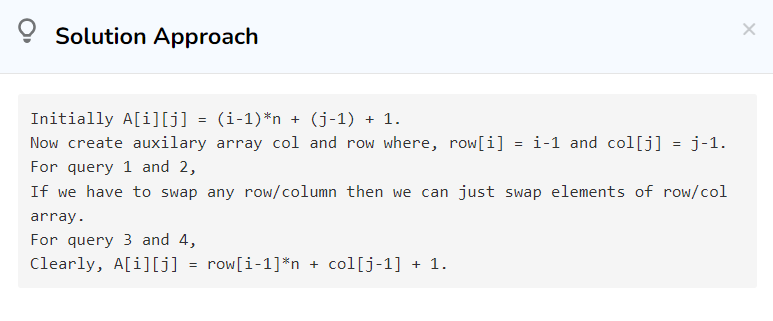 Solution Approach
Initially A[i][j] = (i-1)*n + (j-1) + 1.
Now create auxilary array col and row where, row[i] = i-1 and col[j] = j-1.
For query 1 and 2,
If we have to swap any row/column then we can just swap elements of row/col
array.
For query 3 and 4,
Clearly, A[i][j] = row[i-1]*n + col[j-1] + 1.